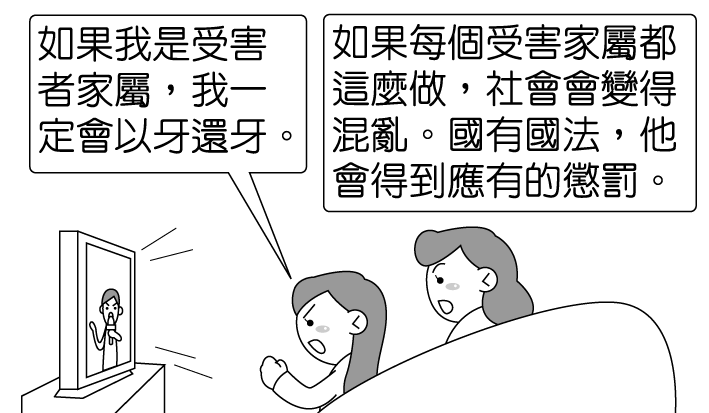 如果我是受害
者家屬，我一
定會以牙還牙。
如果每個受害家屬都
這麼做，社會會變得
混亂。國有國法，他
會得到應有的懲罰。